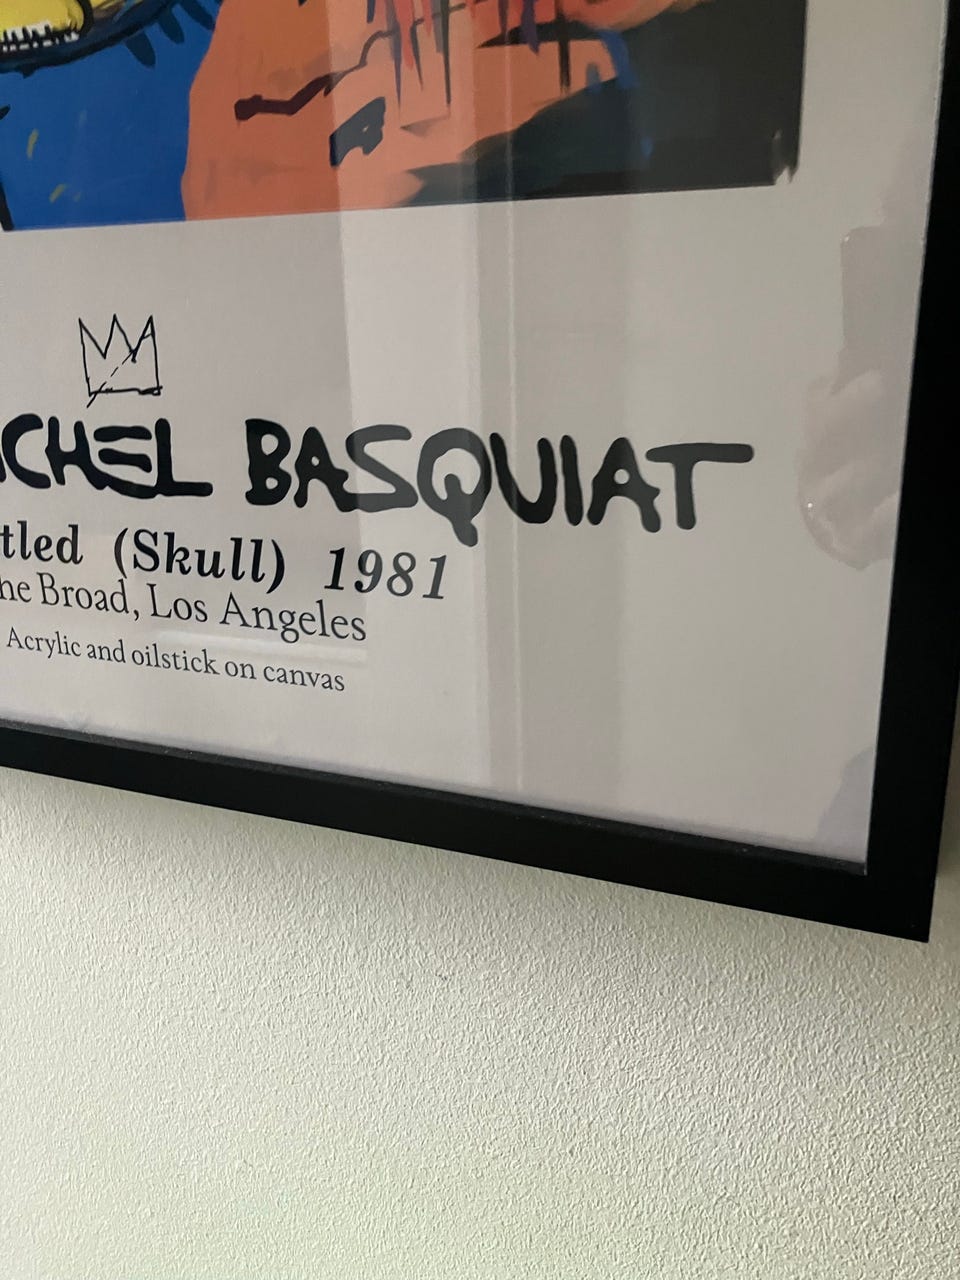 CHEL BASQUIAT
tled (Skull) 1981
he Broad, Los Angeles
Acrylic and oilstick on canvas